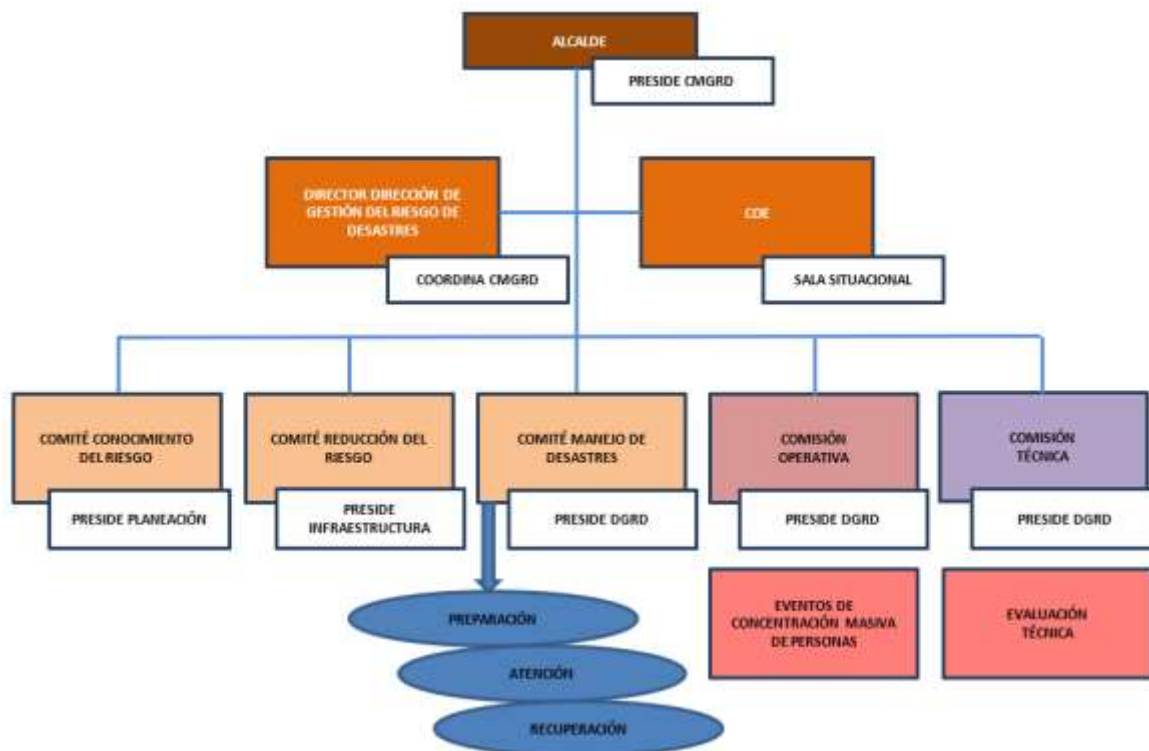 ALCALDE
PRESIDE CMGRD
DIRECTOR DIRECCIÓN DE
GESTIÓN DEL RIESGO DE
DESASTRES
COORDINA CMGRD
COE
SALA SITUACIONAL
COMITÉ CONOCIMIENTO
DEL RIESGO
PRESIDE PLANEACIÓN
COMITÉ REDUCCIÓN DEL
RIESGO
PRESIDE
INFRAESTRUCTURA
COMITÉ MANEJO DE
DESASTRES
PRESIDE DGRD
COMISIÓN
OPERATIVA
PRESIDE DGRD
COMISIÓN
TÉCNICA
PRESIDE DGRD
PREPARACIÓN
ATENCIÓN
RECUPERACIÓN
EVENTOS DE
CONCENTRACIÓN MASIVA
DE PERSONAS
EVALUACIÓN
TÉCNICA